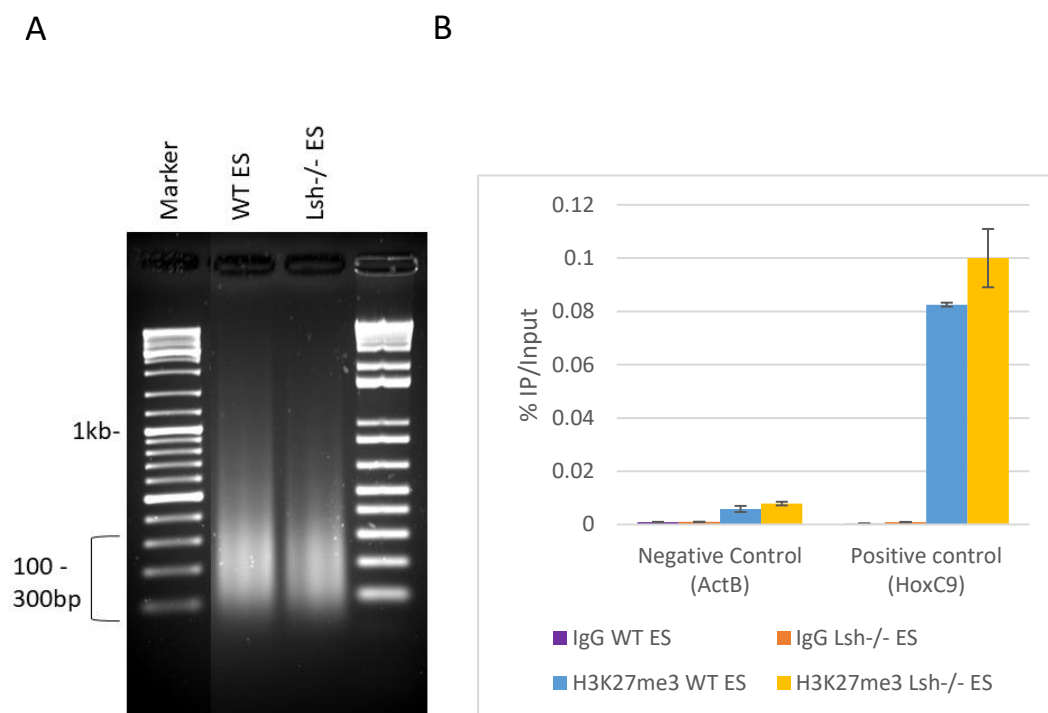 A
B
Marker
WT ES
Lsh-/- ES
1kb-
100 -
300bp
% IP/Input
0.12
0.1
0.08
0.06
0.04
0.02
0
Negative Control
(ActB)
Positive control
(HoxC9)
IgG WT ES
IgG Lsh-/- ES
H3K27me3 WT ES
H3K27me3 Lsh-/- ES